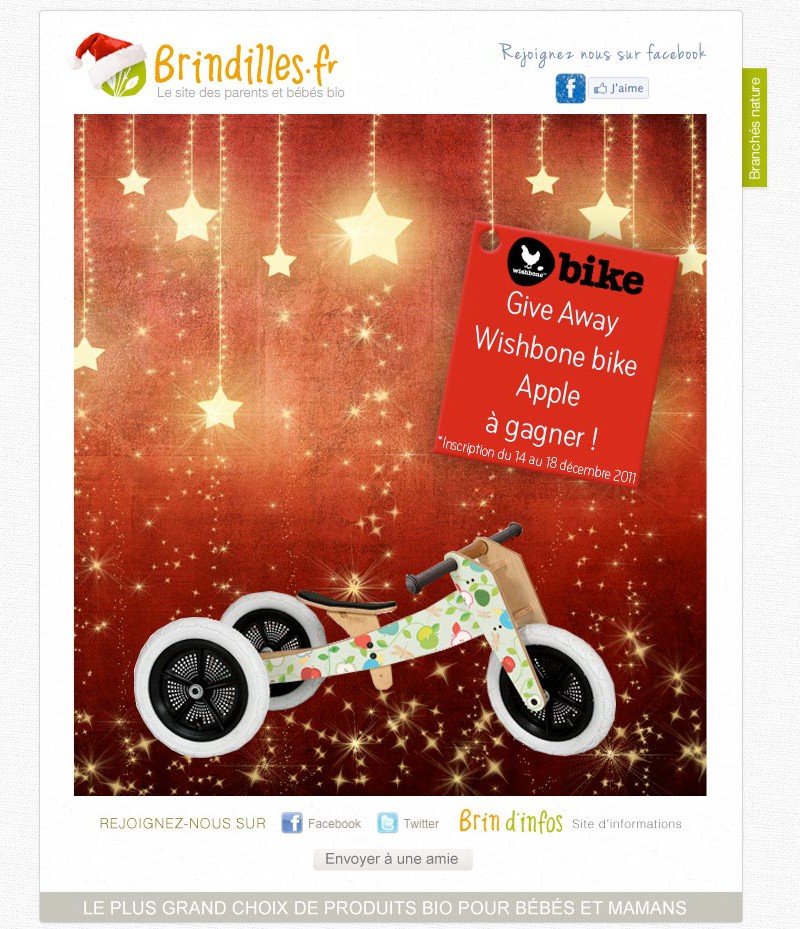 Brindilles.fr
Le site des parents et bébés bio
Rejoignez nous sur facebook
f J'aime
Branchés nature
wishbone™ bike
Give Away
Wishbone bike
Apple
à gagner !
*Inscription du 14 au 18 décembre 2011
REJOIGNEZ-NOUS SUR f Facebook t Twitter Brin d'infos Site d'informations
Envoyer à une amie
LE PLUS GRAND CHOIX DE PRODUITS BIO POUR BÉBÉS ET MAMANS